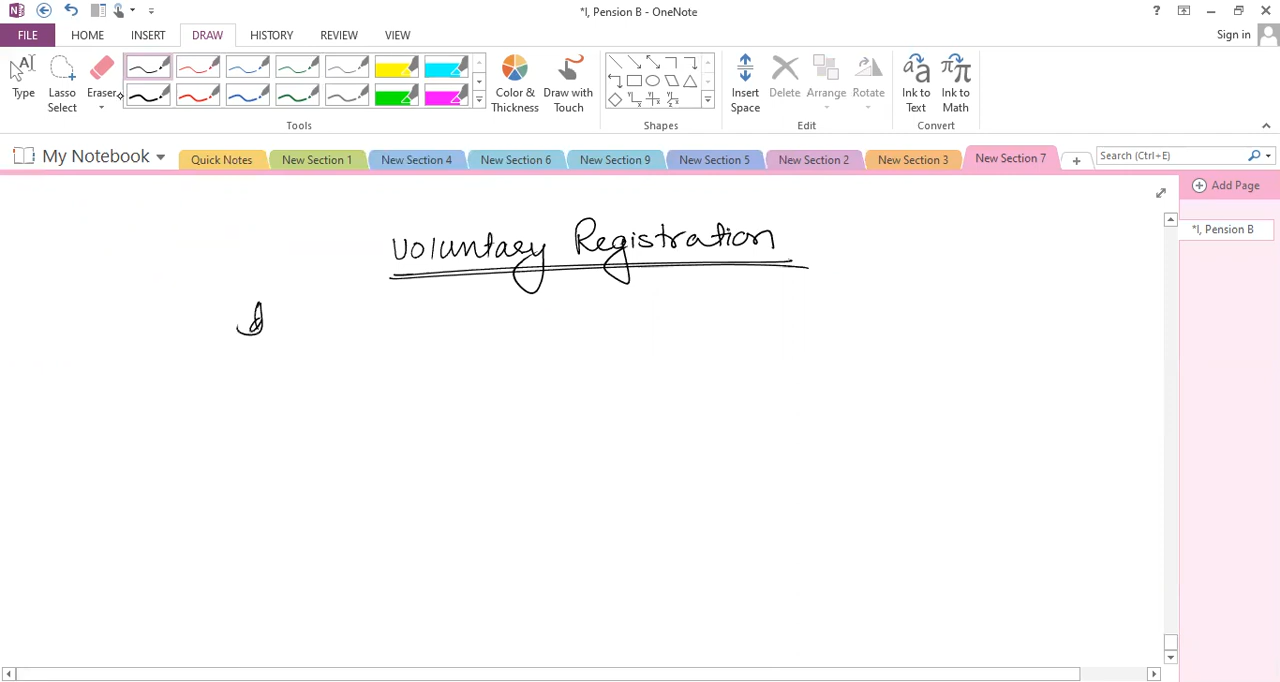 *I, Pension B - OneNote
?
FILE HOME INSERT DRAW HISTORY REVIEW VIEW Sign in
Type Lasso Select Eraser Color & Thickness Draw with Touch Insert Space Delete Arrange Rotate Ink to Text Ink to Math
Tools Shapes Edit Convert
My Notebook Quick Notes New Section 1 New Section 4 New Section 6 New Section 9 New Section 5 New Section 2 New Section 3 New Section 7 Search (Ctrl+E)
Add Page
*I, Pension B
Voluntary Registration